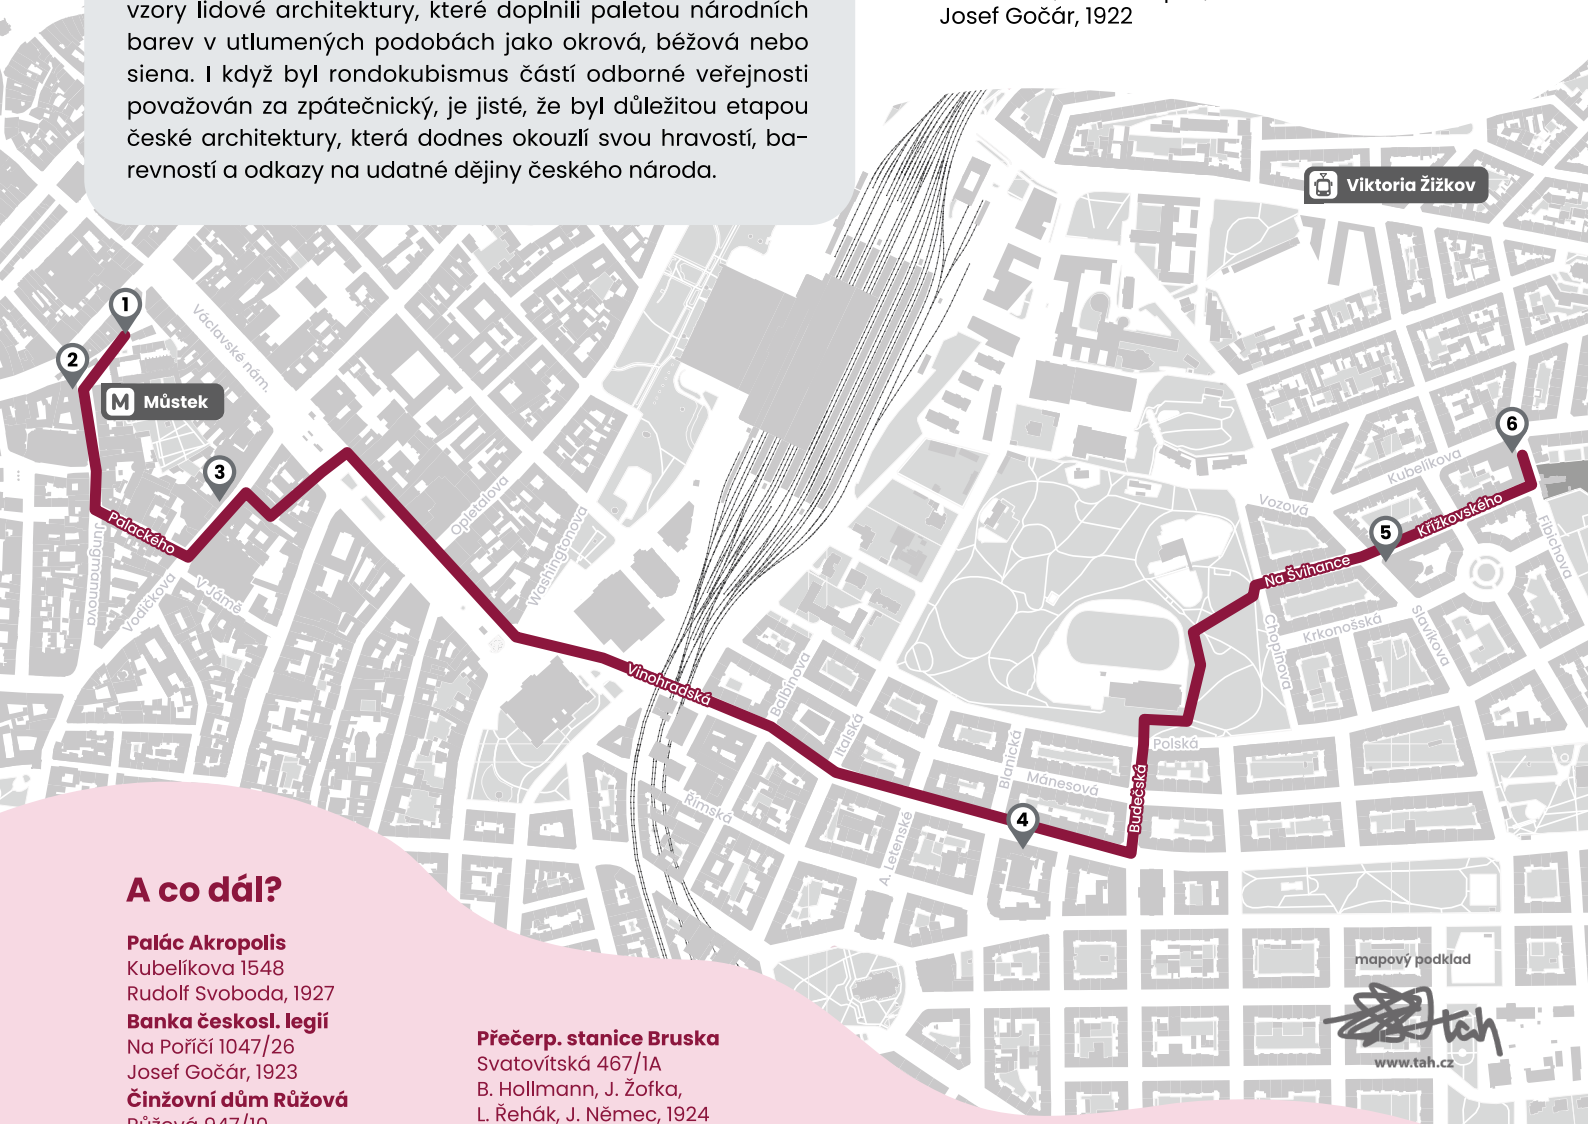 vzory lidové architektury, které doplnili paletou národních
barev v utlumených podobách jako okrová, béžová nebo
siena. I když byl rondokubismus částí odborné veřejnosti
považován za zpátečnický, je jisté, že byl důležitou etapou
české architektury, která dodnes okouzlí svou hravostí, ba-
revností a odkazy na udatné dějiny českého národa.
Josef Gočár, 1922
Viktoria Žižkov
1
Václavské nám.
2
M Můstek
3
6
Kubelíkova
Opletalova
Vozová
Křížkovského
Palackého
Jungmannova
Washingtonova
5
Fibichova
Na Švihance
V Jámě
Vodičkova
Krkonošská
Slavíkova
Chopinova
Vinohradská
Balbínova
Italská
Blanická
Polská
Mánesová
Budečská
Římská
4
A. Letenské
A co dál?
Palác Akropolis
Kubelíkova 1548
Rudolf Svoboda, 1927
Banka českosl. legií
Na Poříčí 1047/26
Josef Gočár, 1923
Činžovní dům Růžová
Růžová 947/10
Přečerp. stanice Bruska
Svatovítská 467/1A
B. Hollmann, J. Žofka,
L. Řehák, J. Němec, 1924
mapový podklad
tah
www.tah.cz